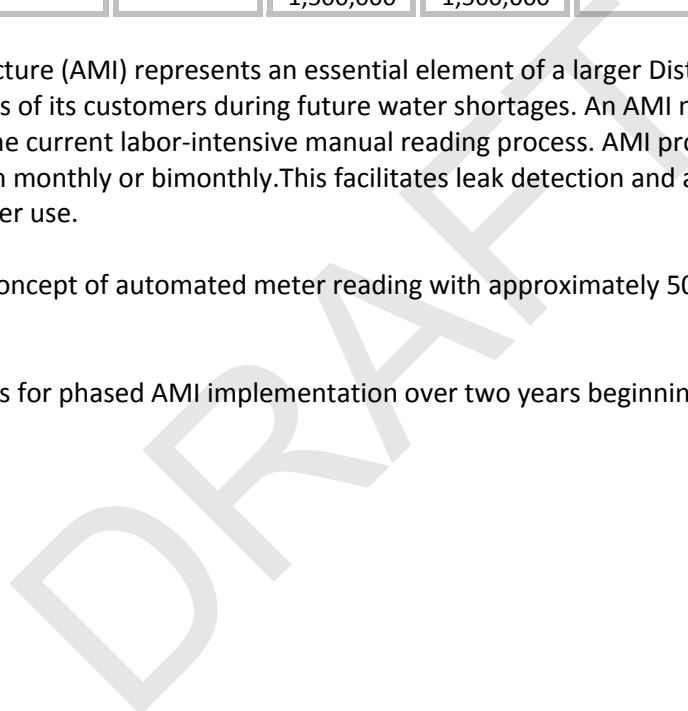 cture (AMI) represents an essential element of a larger Dist
s of its customers during future water shortages. An AMI
he current labor-intensive manual reading process. AMI pro
monthly or bimonthly.This facilitates leak detection and a
er use.
oncept of automated meter reading with approximately 50
s for phased AMI implementation over two years beginnin
DRAFT